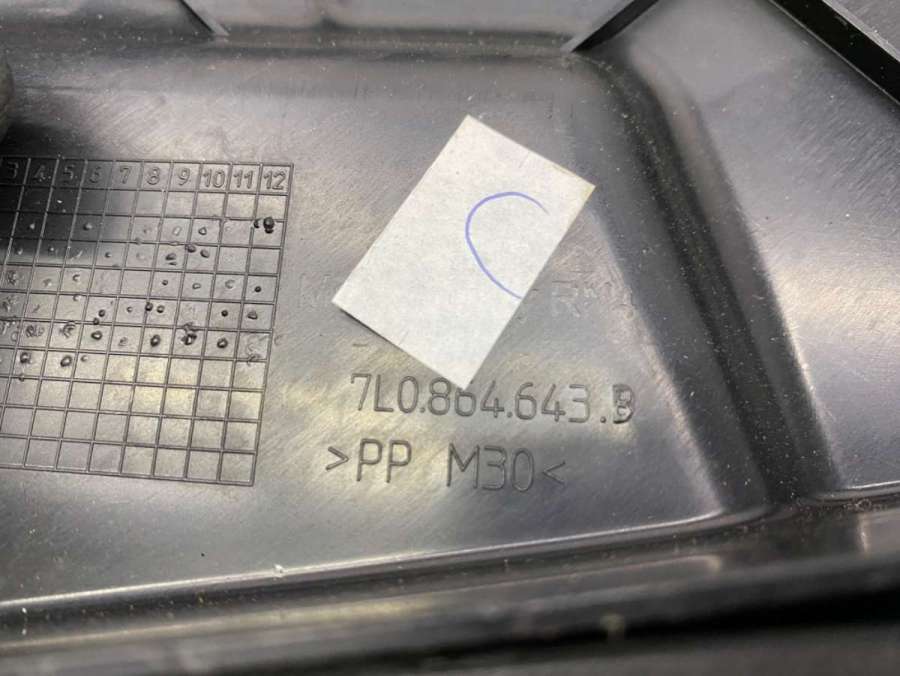 3 4 5 6 7 8 9 10 11 12
C
7L0.864.643.B
>PP M30<